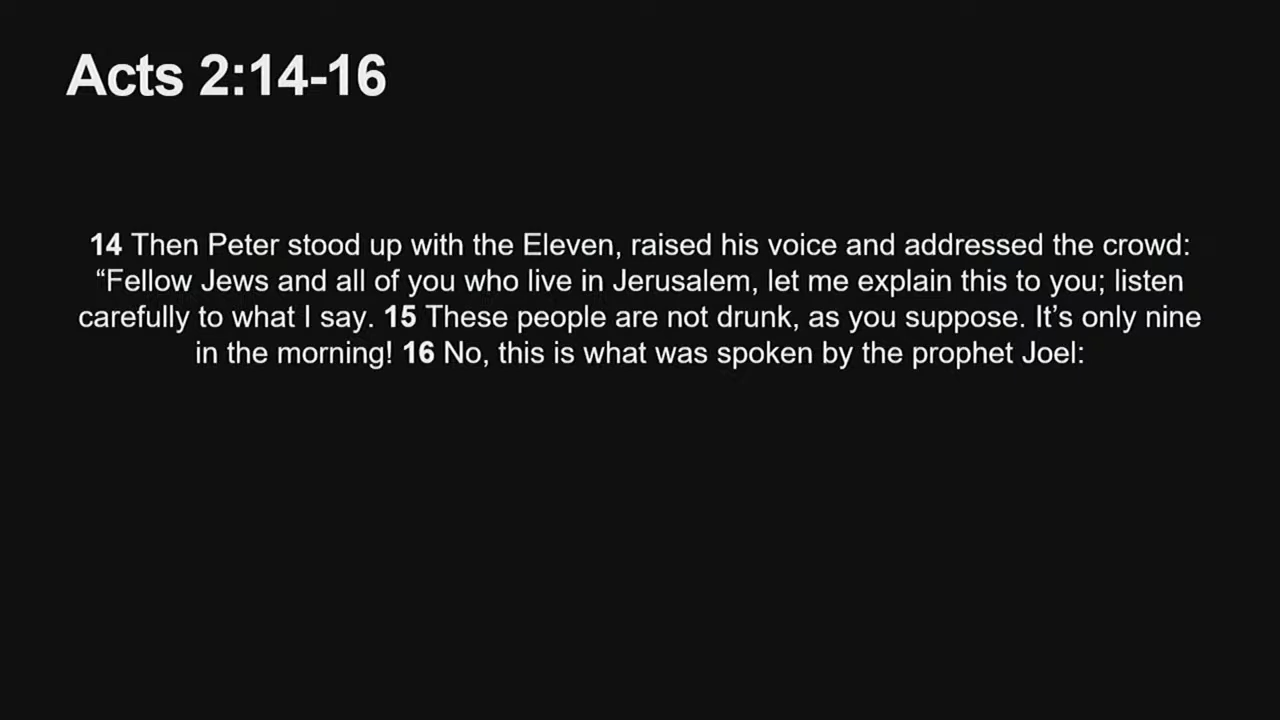 Acts 2:14-16
14 Then Peter stood up with the Eleven, raised his voice and addressed the crowd:
“Fellow Jews and all of you who live in Jerusalem, let me explain this to you; listen
carefully to what I say. 15 These people are not drunk, as you suppose. It’s only nine
in the morning! 16 No, this is what was spoken by the prophet Joel: